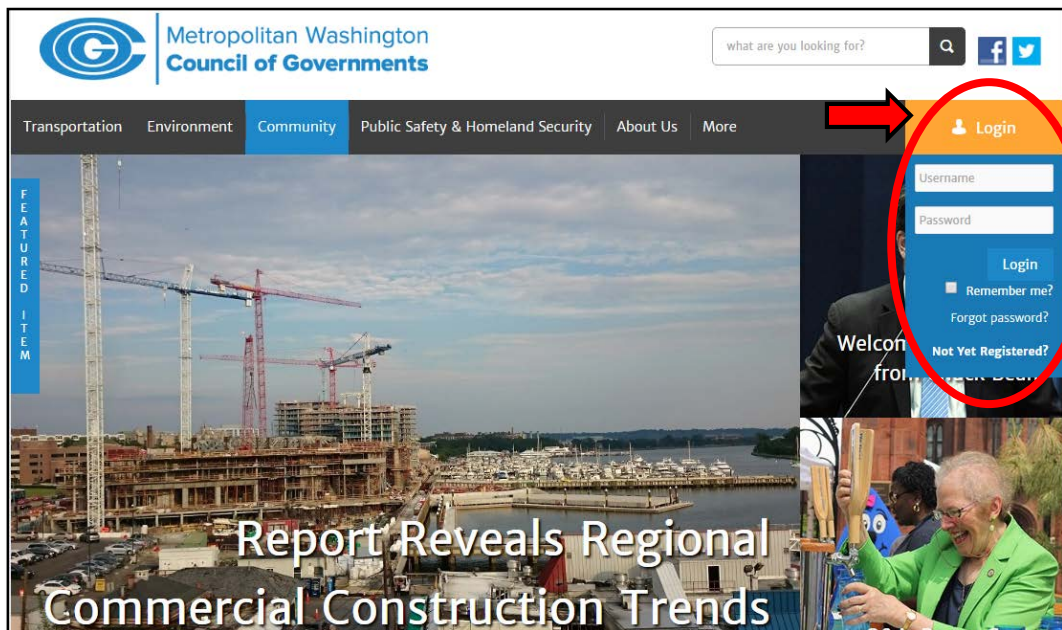 Metropolitan Washington
Council of Governments
what are you looking for?
Transportation Environment Community Public Safety & Homeland Security About Us More Login
FEATURED ITEM
Username
Password
Login
Remember me?
Forgot password?
Not Yet Registered?
from
Report Reveals Regional
Commercial Construction Trends